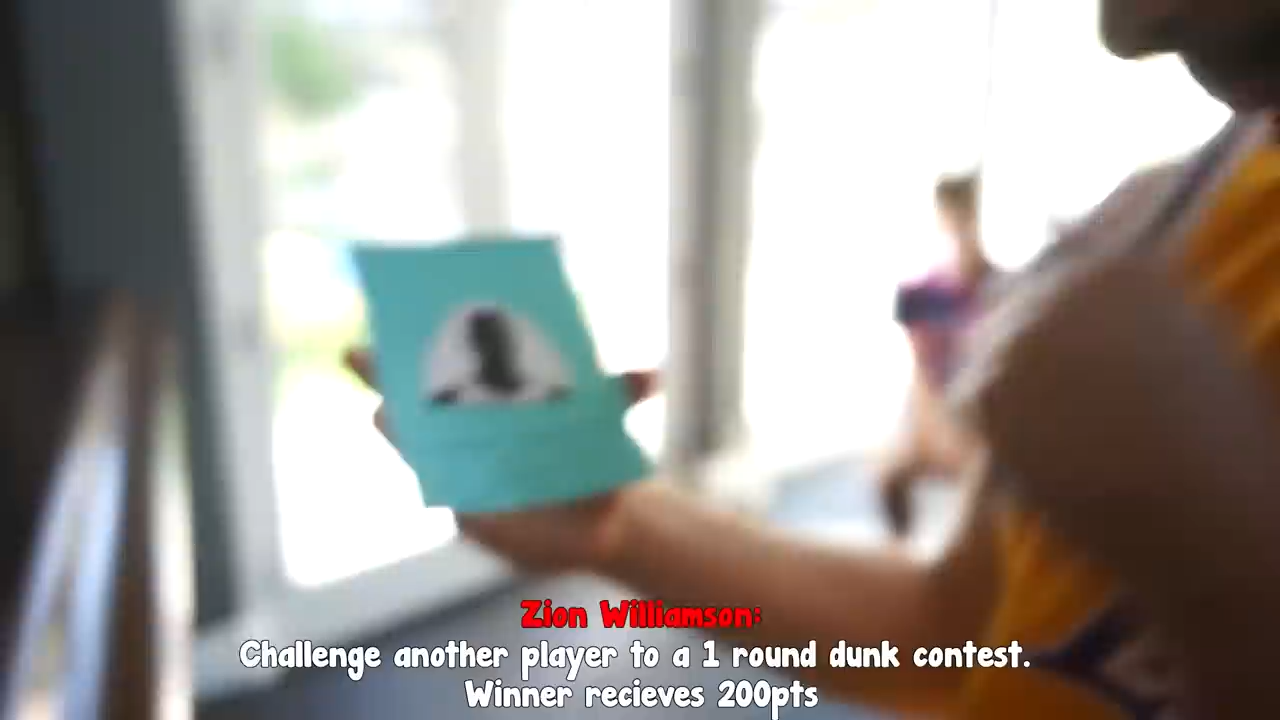 Zion Williamson:
Challenge another player to a 1 round dunk contest.
Winner recieves 200pts